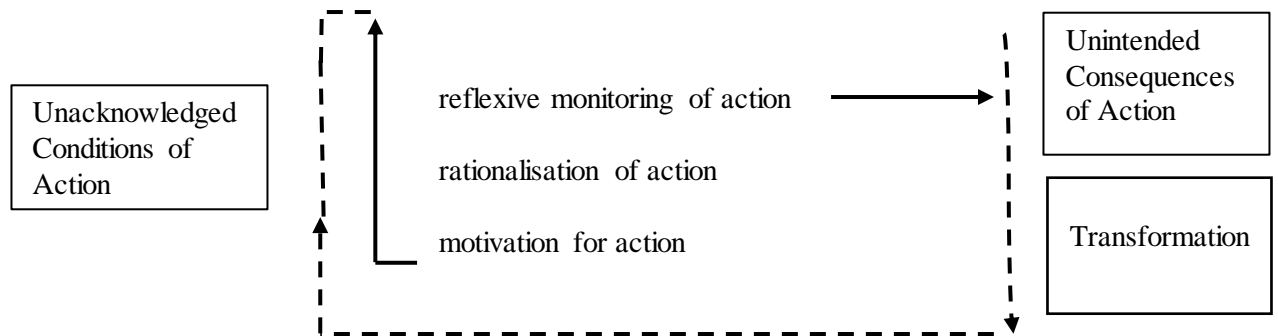 Unacknowledged
Conditions of
Action
reflexive monitoring of action
rationalisation of action
motivation for action
Unintended
Consequences
of Action
Transformation